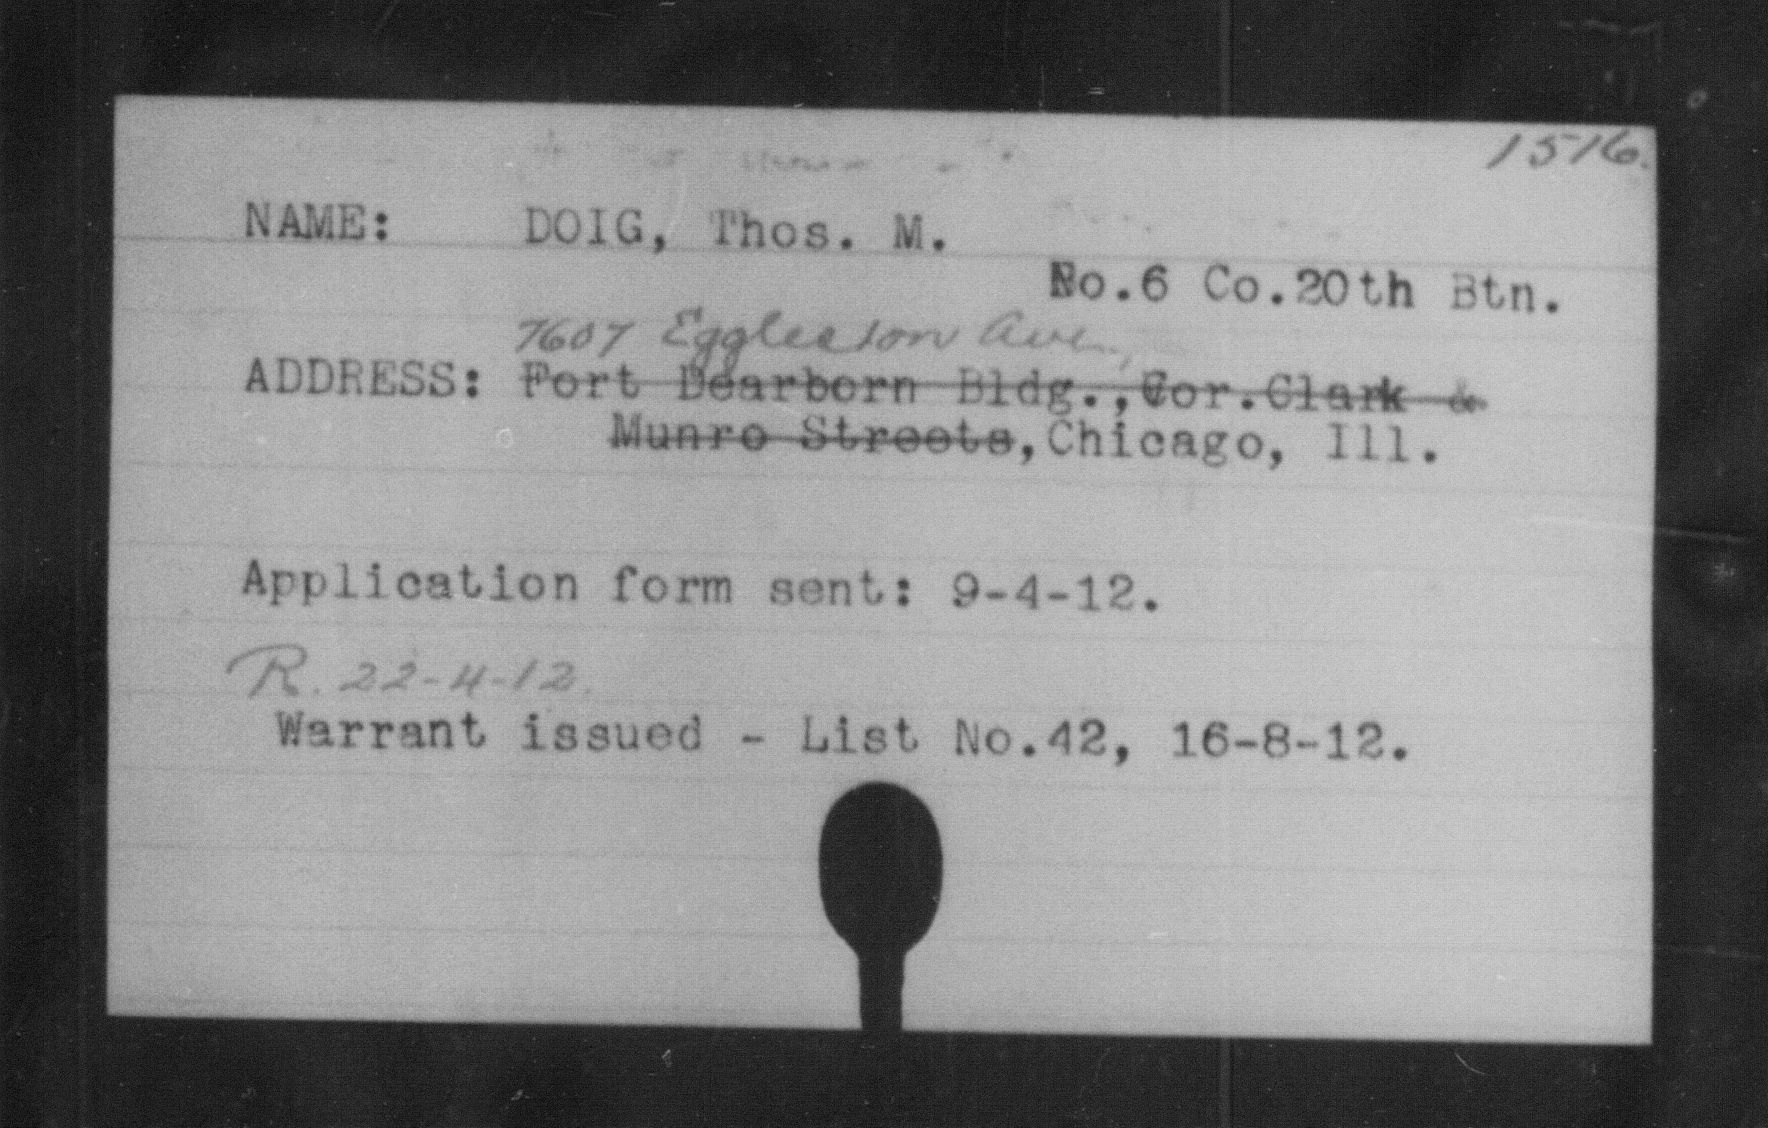 1516.
NAME: DOIG, Thos. M.
No.6 Co.20th Btn.
7607 Eggleston Ave.,
ADDRESS: Fort Dearborn Bldg.,Cor.Clark &
Munro Streets,Chicago, Ill.
Application form sent: 9-4-12.
R. 22-4-12.
Warrant issued - List No.42, 16-8-12.